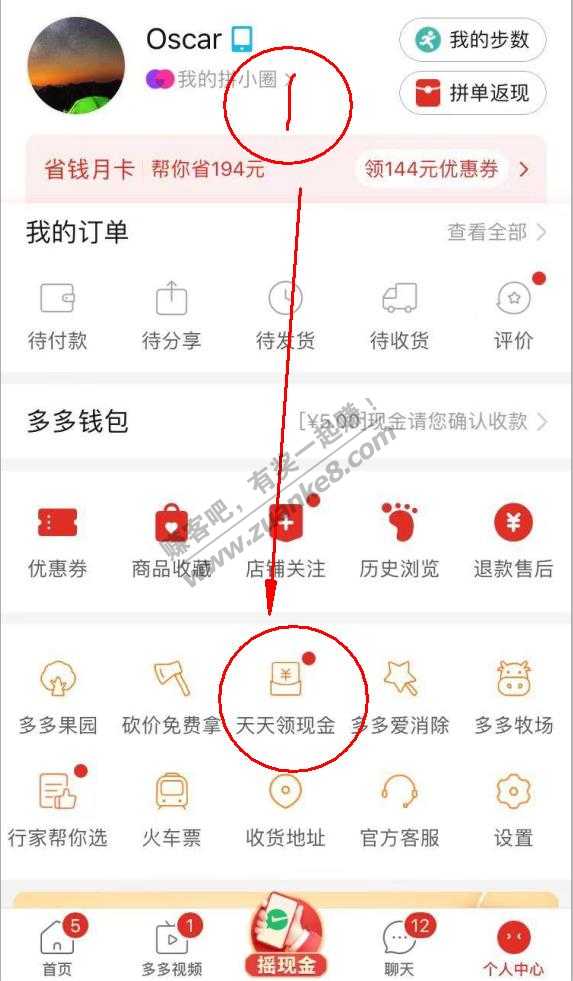 Oscar
我的步数
我的拼小圈
拼单返现
1
省钱月卡 帮你省194元 领144元优惠券
我的订单 查看全部
待付款 待分享 待发货 待收货 评价
多多钱包 [¥5.00]现金请您确认收款
赚客吧，有奖一起赚！
www.zuanke8.com
优惠券 商品收藏 店铺关注 历史浏览 退款售后
多多果园 砍价免费拿 天天领现金 多多爱消除 多多牧场
行家帮你选 火车票 收货地址 官方客服 设置
5 1 12
摇现金
首页 多多视频 聊天 个人中心